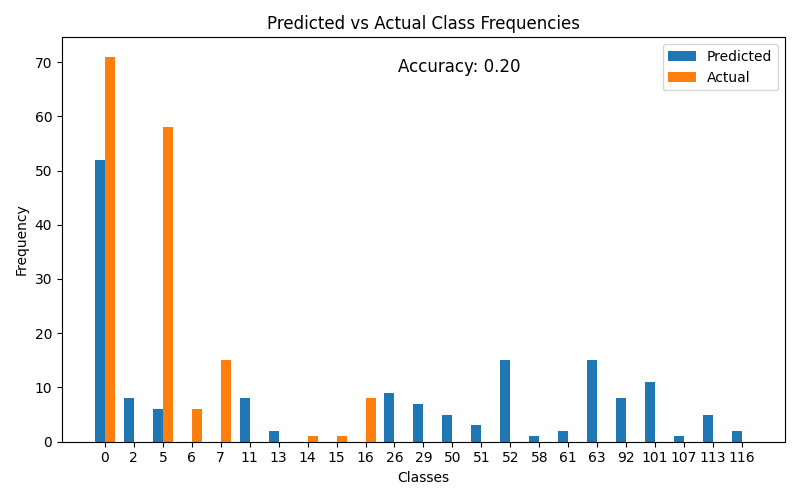 Predicted vs Actual Class Frequencies
Accuracy: 0.20
Predicted
Actual
Frequency
70
60
50
40
30
20
10
0
0 2 5 6 7 11 13 14 15 16 26 29 50 51 52 58 61 63 92 101 107 113 116
Classes